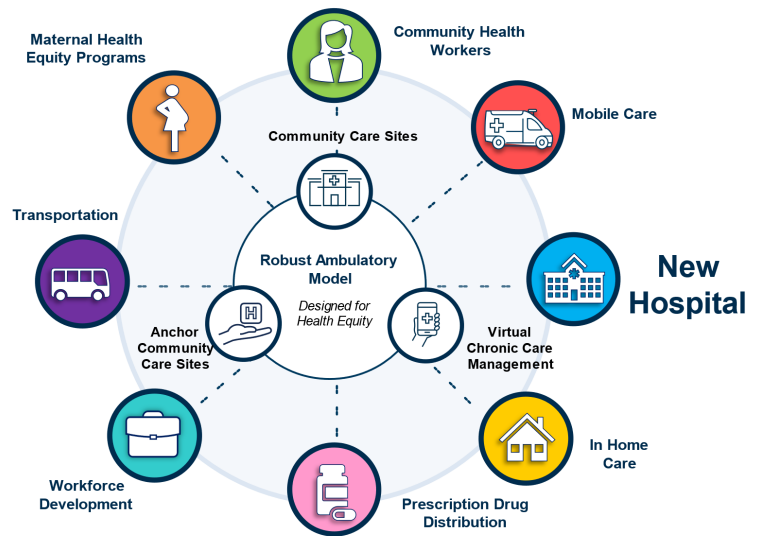 Maternal Health
Equity Programs
Community Health
Workers
Mobile Care
Community Care Sites
Transportation
Robust Ambulatory
Model
Designed for
Health Equity
New
Hospital
H
Anchor
Community
Care Sites
Virtual
Chronic Care
Management
In Home
Care
Workforce
Development
Prescription Drug
Distribution